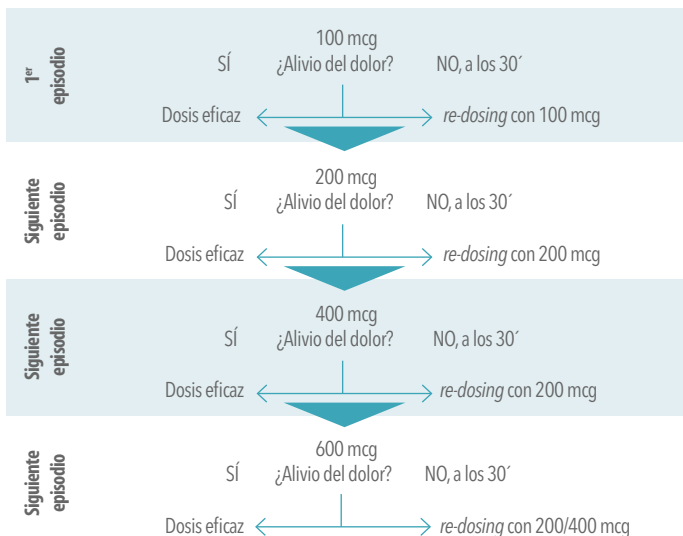 1er episodio
100 mcg
SÍ ¿Alivio del dolor? NO, a los 30´
Dosis eficaz re-dosing con 100 mcg
Siguiente episodio
200 mcg
SÍ ¿Alivio del dolor? NO, a los 30´
Dosis eficaz re-dosing con 200 mcg
Siguiente episodio
400 mcg
SÍ ¿Alivio del dolor? NO, a los 30´
Dosis eficaz re-dosing con 200 mcg
Siguiente episodio
600 mcg
SÍ ¿Alivio del dolor? NO, a los 30´
Dosis eficaz re-dosing con 200/400 mcg